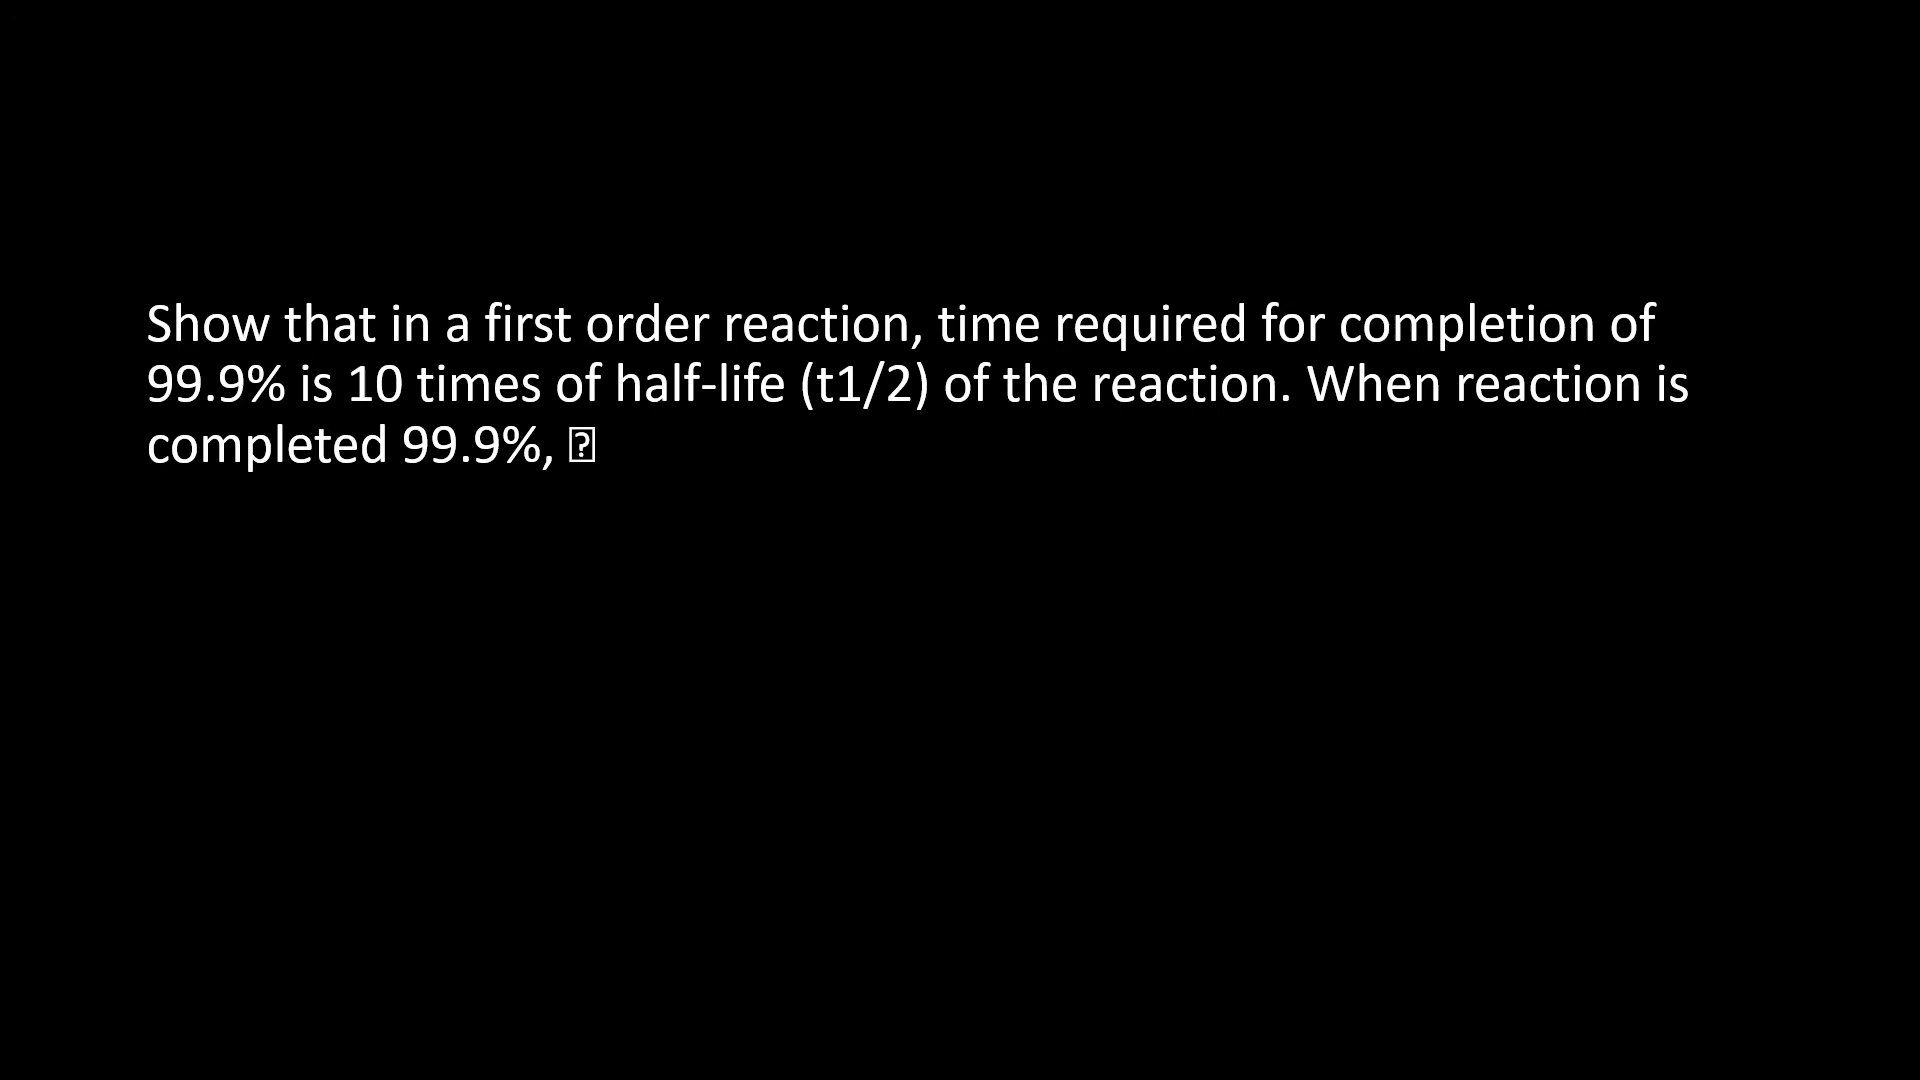 Show that in a first order reaction, time required for completion of
99.9% is 10 times of half-life (t1/2) of the reaction. When reaction is
completed 99.9%,